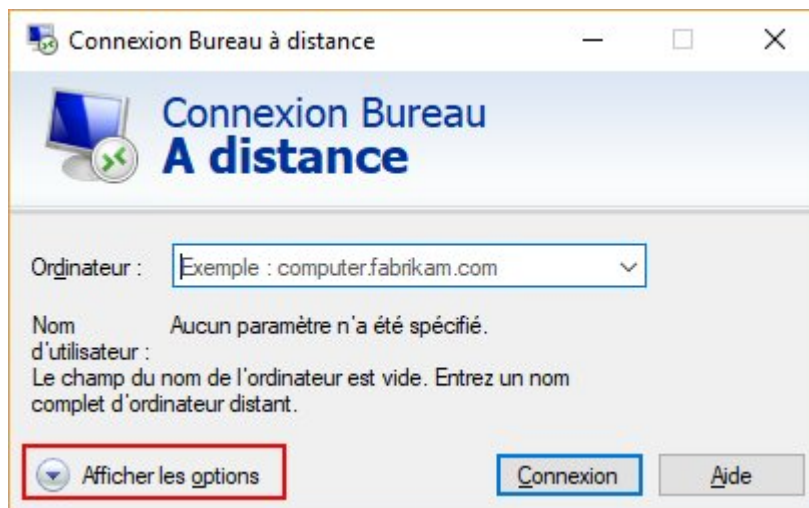 Connexion Bureau à distance
Connexion Bureau
A distance
Ordinateur :
Exemple : computer.fabrikam.com
Nom d'utilisateur :
Aucun paramètre n'a été spécifié.
Le champ du nom de l'ordinateur est vide. Entrez un nom
complet d'ordinateur distant.
Afficher les options
Connexion
Aide